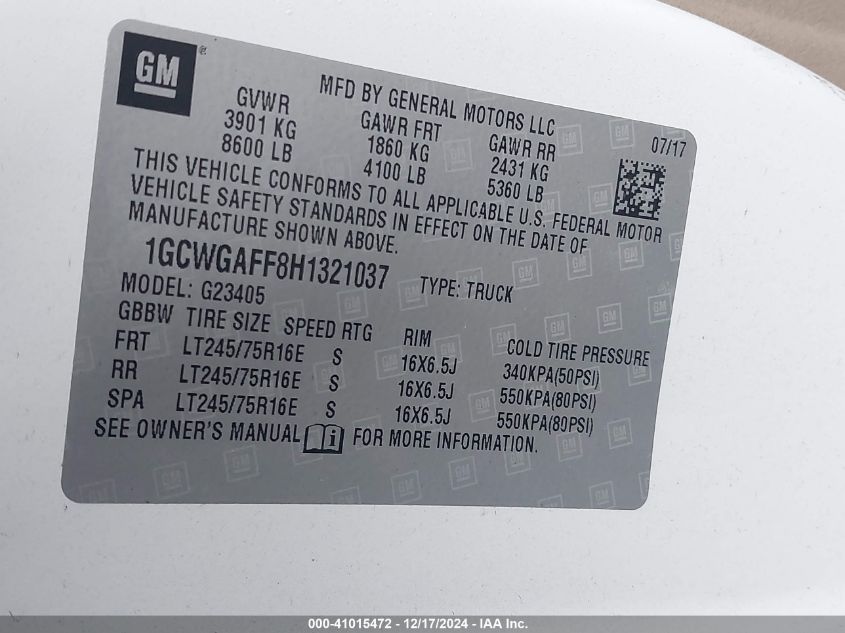 GM ®
MFD BY GENERAL MOTORS LLC
07/17
GVWR GAWR FRT GAWR RR
3901 KG 1860 KG 2431 KG
8600 LB 4100 LB 5360 LB
THIS VEHICLE CONFORMS TO ALL APPLICABLE U.S. FEDERAL MOTOR
VEHICLE SAFETY STANDARDS IN EFFECT ON THE DATE OF
MANUFACTURE SHOWN ABOVE.
1GCWGAFF8H1321037 TYPE: TRUCK
MODEL: G23405
GBBW TIRE SIZE SPEED RTG RIM COLD TIRE PRESSURE
FRT LT245/75R16E S 16X6.5J 340KPA(50PSI)
RR LT245/75R16E S 16X6.5J 550KPA(80PSI)
SPA LT245/75R16E S 16X6.5J 550KPA(80PSI)
SEE OWNER'S MANUAL FOR MORE INFORMATION.
000-41015472 - 12/17/2024 - IAA Inc.